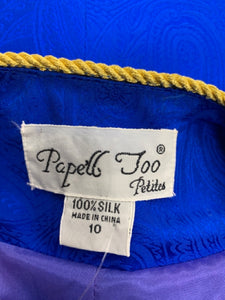 Papell Too
Petites
100% SILK
MADE IN CHINA
10